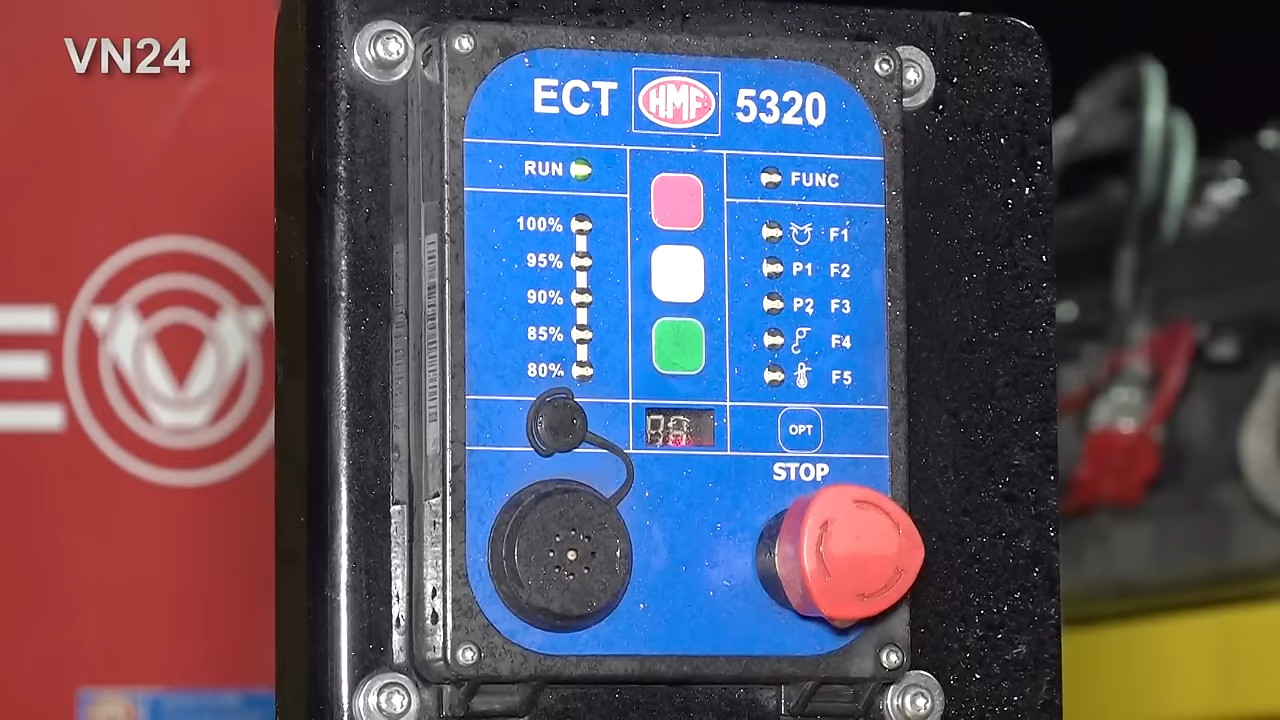 VN24
ECT HMF 5320
RUN
FUNC
100%
95%
90%
85%
80%
F1
P1 F2
P2 F3
F4
F5
OPT
STOP
E